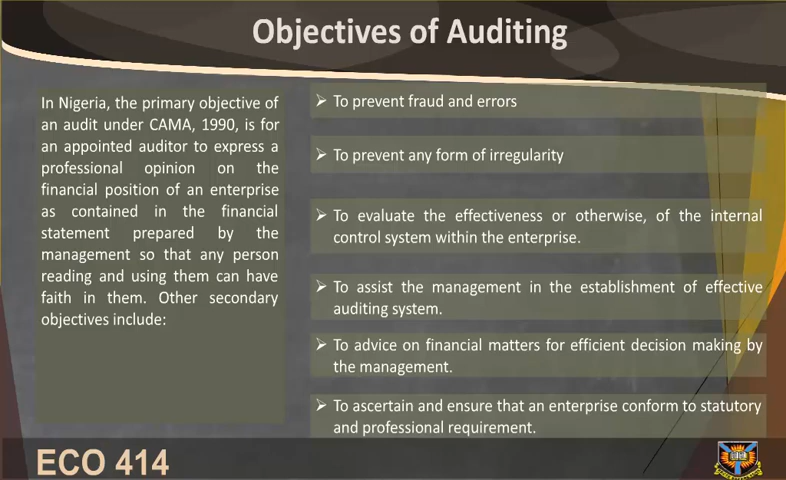 Objectives of Auditing
In Nigeria, the primary objective of
an audit under CAMA, 1990, is for
an appointed auditor to express a
professional opinion on the
financial position of an enterprise
as contained in the financial
statement prepared by the
management so that any person
reading and using them can have
faith in them. Other secondary
objectives include:
➢ To prevent fraud and errors
➢ To prevent any form of irregularity
➢ To evaluate the effectiveness or otherwise, of the internal
control system within the enterprise.
➢ To assist the management in the establishment of effective
auditing system.
➢ To advice on financial matters for efficient decision making by
the management.
➢ To ascertain and ensure that an enterprise conform to statutory
and professional requirement.
ECO 414